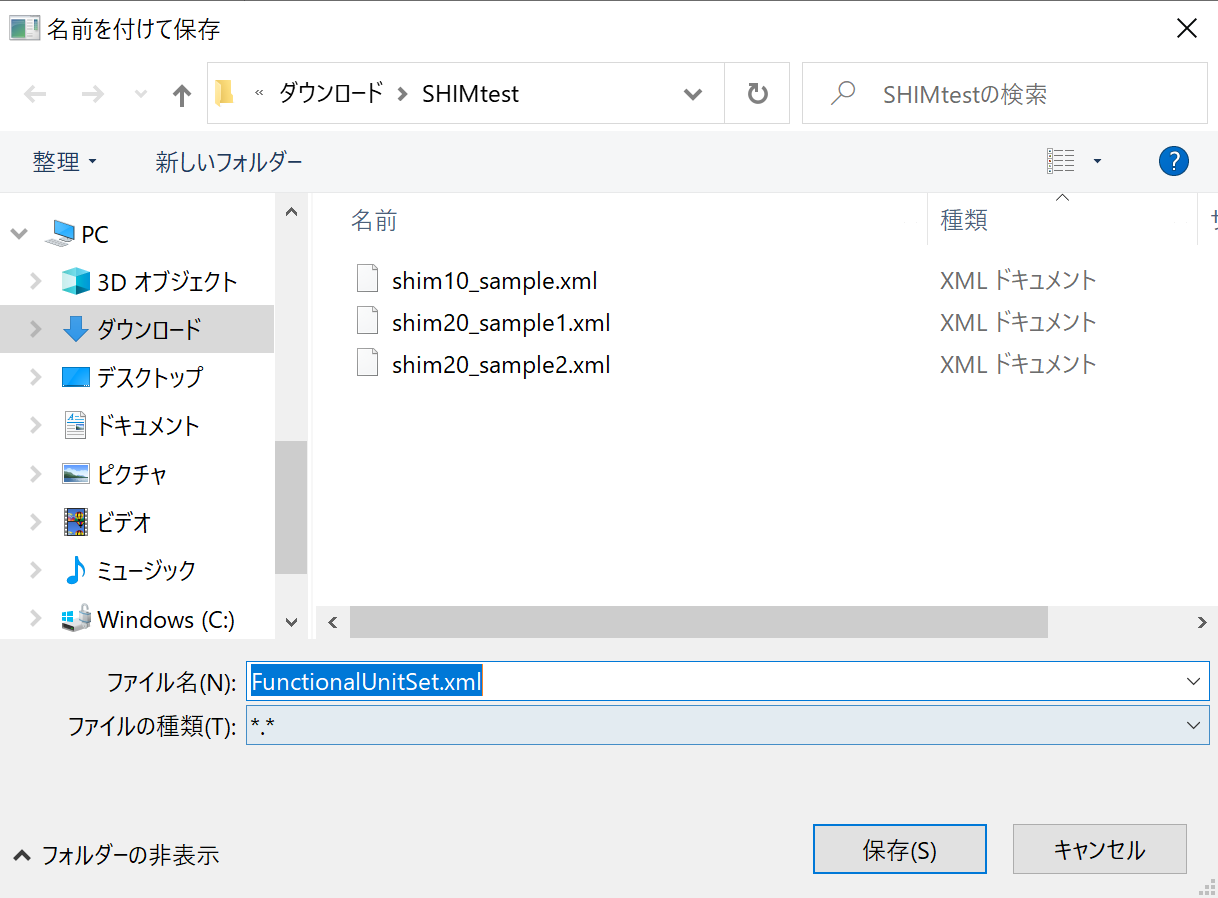 名前を付けて保存
« ダウンロード > SHIMtest
SHIMtestの検索
整理
新しいフォルダー
?
PC
3D オブジェクト
ダウンロード
デスクトップ
ドキュメント
ピクチャ
ビデオ
ミュージック
Windows (C:)
名前 種類
shim10_sample.xml XML ドキュメント
shim20_sample1.xml XML ドキュメント
shim20_sample2.xml XML ドキュメント
ファイル名(N): FunctionalUnitSet.xml
ファイルの種類(T): *.*
フォルダーの非表示
保存(S)
キャンセル